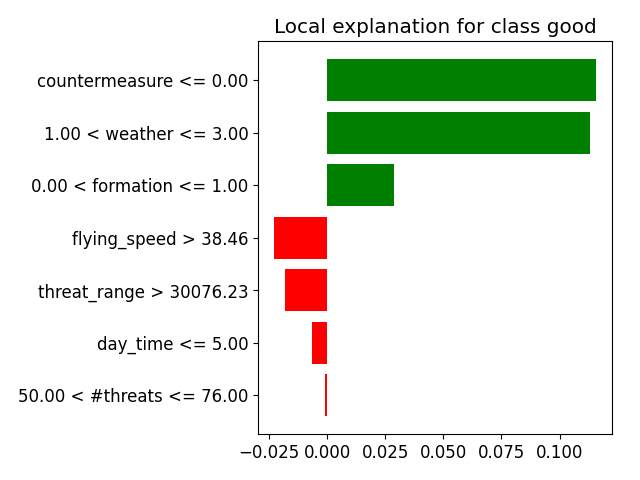 Local explanation for class good
countermeasure <= 0.00
1.00 < weather <= 3.00
0.00 < formation <= 1.00
flying_speed > 38.46
threat_range > 30076.23
day_time <= 5.00
50.00 < #threats <= 76.00
−0.025 0.000 0.025 0.050 0.075 0.100